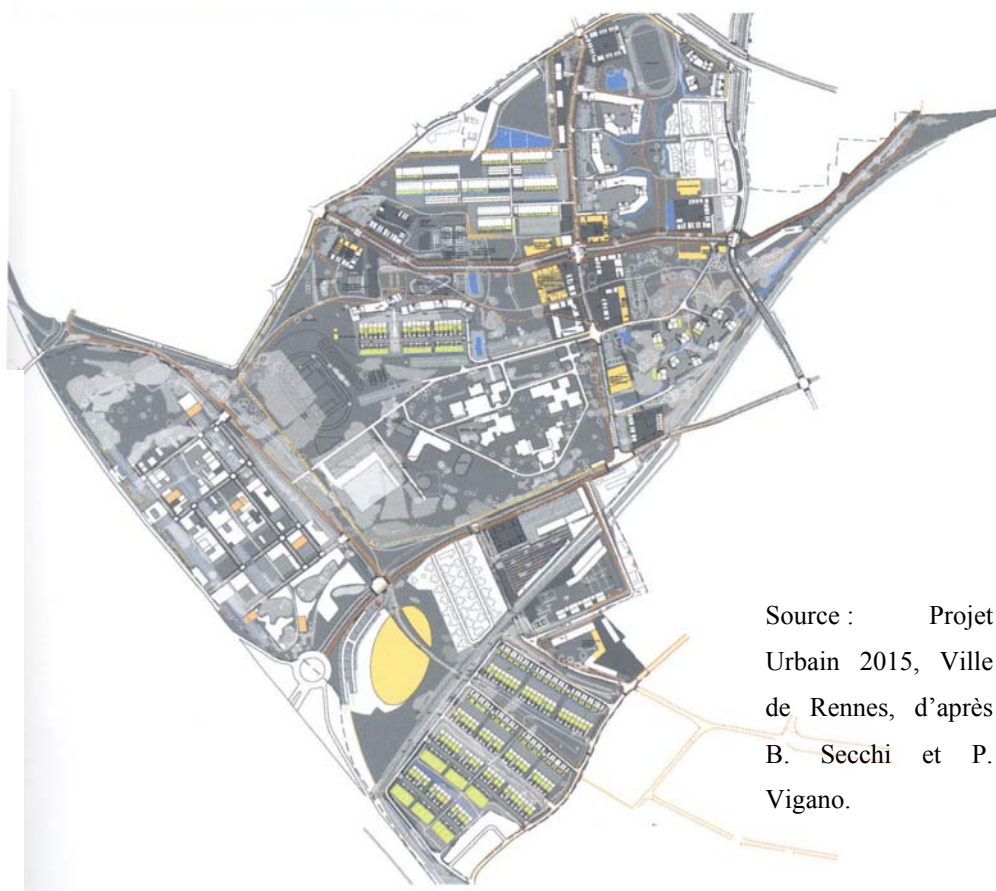 Source : Projet
Urbain 2015, Ville
de Rennes, d’après
B. Secchi et P.
Vigano.